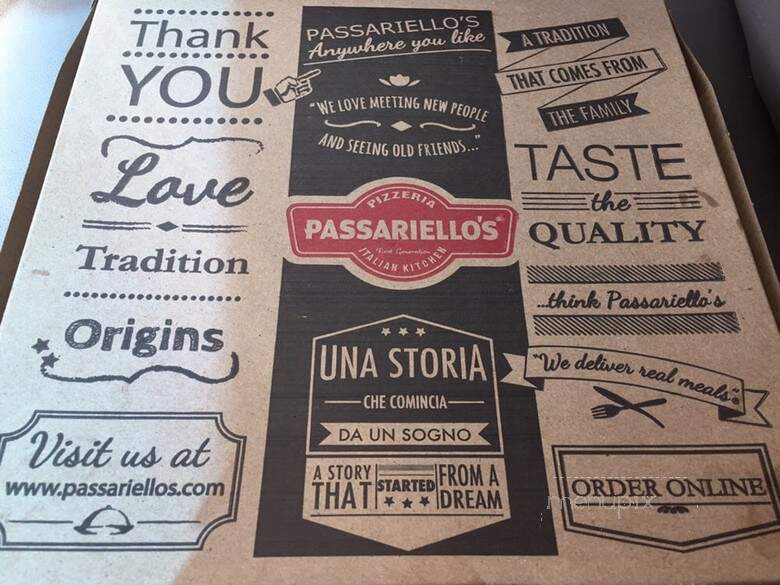 Thank
YOU
Love
Tradition
Origins
Visit us at
www.passariellos.com
PASSARIELLO'S
Anywhere you like
"WE LOVE MEETING NEW PEOPLE
AND SEEING OLD FRIENDS..."
PIZZERIA
PASSARIELLO'S®
First Generation
ITALIAN KITCHEN
UNA STORIA
CHE COMINCIA
DA UN SOGNO
A STORY
THAT
STARTED
FROM A
DREAM
A TRADITION
THAT COMES FROM
THE FAMILY
TASTE
the
QUALITY
...think Passariello's
"We deliver real meals"®
ORDER ONLINE
menupix